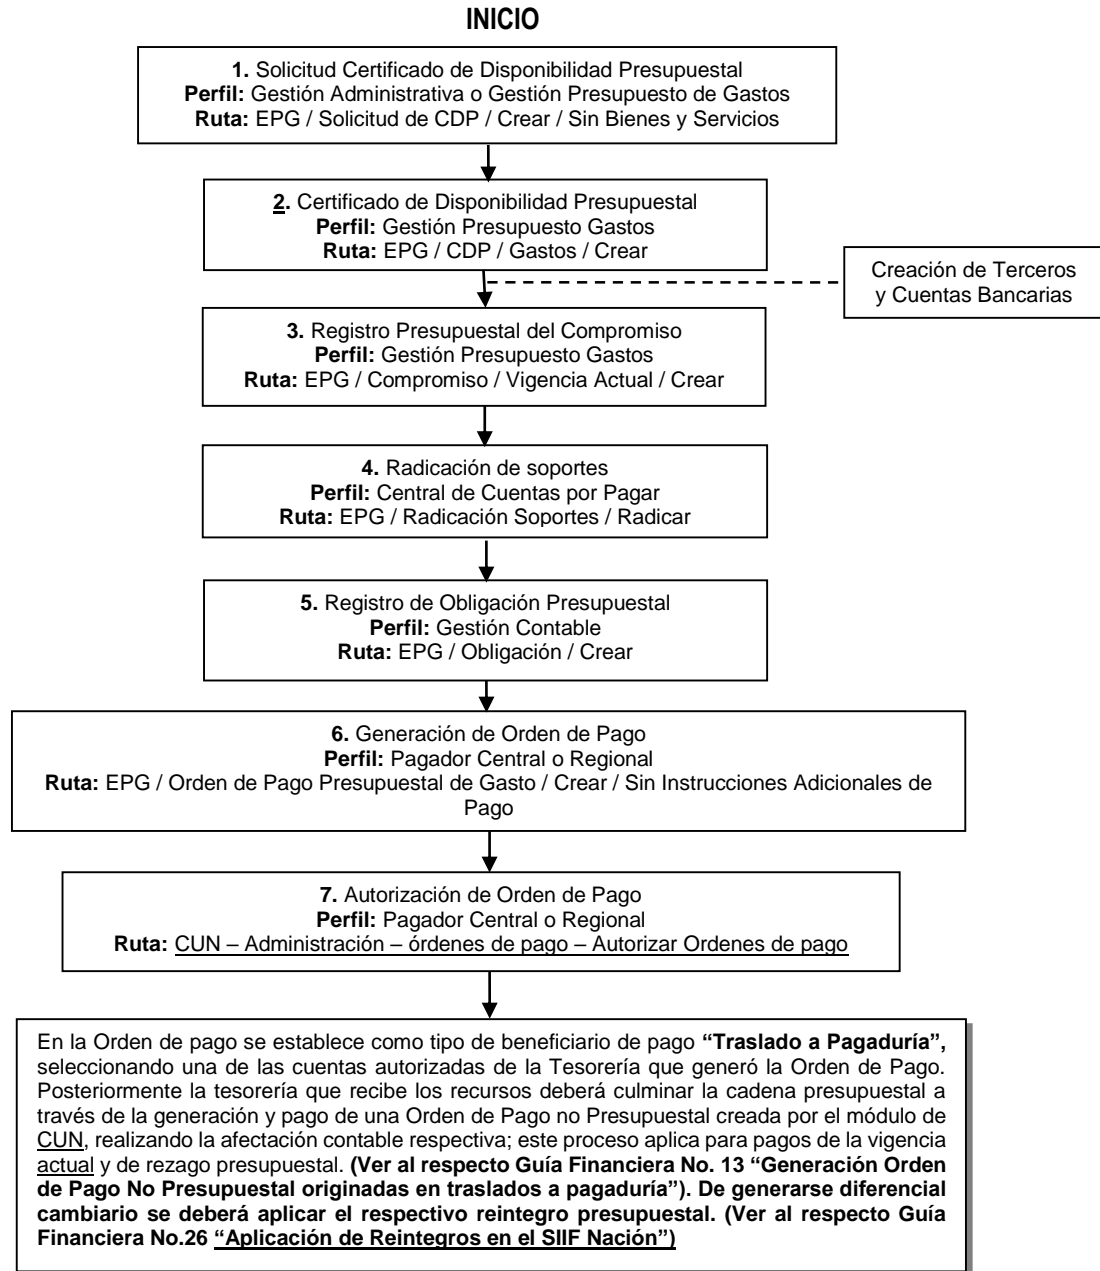 INICIO
1. Solicitud Certificado de Disponibilidad Presupuestal
Perfil: Gestión Administrativa o Gestión Presupuesto de Gastos
Ruta: EPG / Solicitud de CDP / Crear / Sin Bienes y Servicios
2. Certificado de Disponibilidad Presupuestal
Perfil: Gestión Presupuesto Gastos
Ruta: EPG / CDP / Gastos / Crear
Creación de Terceros
y Cuentas Bancarias
3. Registro Presupuestal del Compromiso
Perfil: Gestión Presupuesto Gastos
Ruta: EPG / Compromiso / Vigencia Actual / Crear
4. Radicación de soportes
Perfil: Central de Cuentas por Pagar
Ruta: EPG / Radicación Soportes / Radicar
5. Registro de Obligación Presupuestal
Perfil: Gestión Contable
Ruta: EPG / Obligación / Crear
6. Generación de Orden de Pago
Perfil: Pagador Central o Regional
Ruta: EPG / Orden de Pago Presupuestal de Gasto / Crear / Sin Instrucciones Adicionales de
Pago
7. Autorización de Orden de Pago
Perfil: Pagador Central o Regional
Ruta: CUN – Administración – órdenes de pago – Autorizar Ordenes de pago
En la Orden de pago se establece como tipo de beneficiario de pago “Traslado a Pagaduría”,
seleccionando una de las cuentas autorizadas de la Tesorería que generó la Orden de Pago.
Posteriormente la tesorería que recibe los recursos deberá culminar la cadena presupuestal a
través de la generación y pago de una Orden de Pago no Presupuestal creada por el módulo de
CUN, realizando la afectación contable respectiva; este proceso aplica para pagos de la vigencia
actual y de rezago presupuestal. (Ver al respecto Guía Financiera No. 13 “Generación Orden
de Pago No Presupuestal originadas en traslados a pagaduría”). De generarse diferencial
cambiario se deberá aplicar el respectivo reintegro presupuestal. (Ver al respecto Guía
Financiera No.26 “Aplicación de Reintegros en el SIIF Nación”)